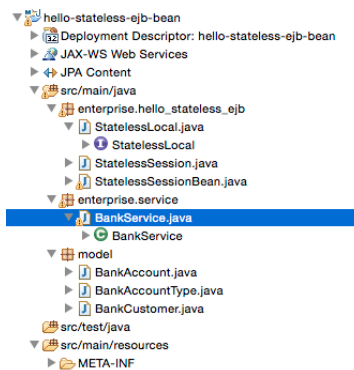 hello-stateless-ejb-bean
Deployment Descriptor: hello-stateless-ejb-bean
JAX-WS Web Services
JPA Content
src/main/java
enterprise.hello_stateless_ejb
StatelessLocal.java
StatelessLocal
StatelessSession.java
StatelessSessionBean.java
enterprise.service
BankService.java
BankService
model
BankAccount.java
BankAccountType.java
BankCustomer.java
src/test/java
src/main/resources
META-INF